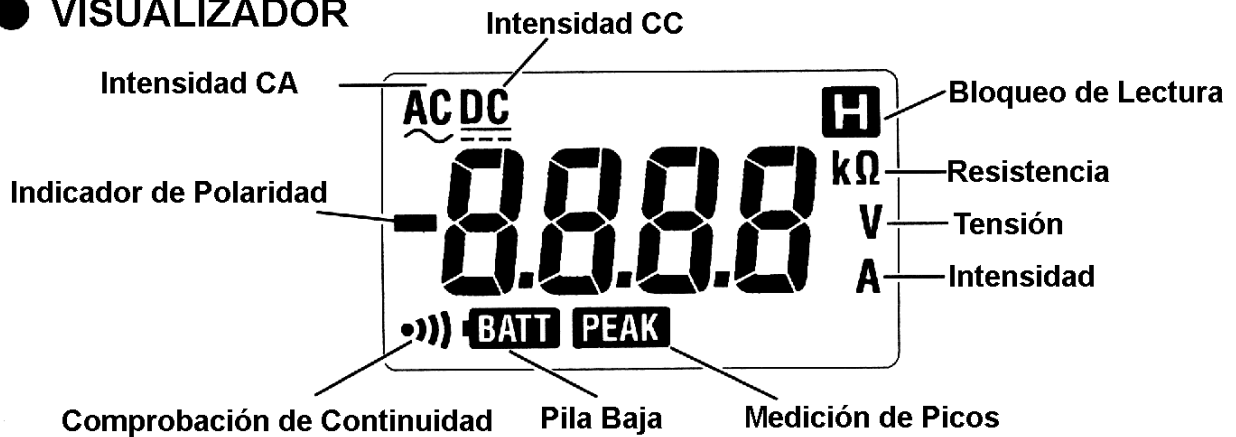 VISUALIZADOR
Intensidad CC
Intensidad CA
AC DC
H
Bloqueo de Lectura
Indicador de Polaridad
-8.8.8.8
kΩ
Resistencia
V
Tensión
A
Intensidad
BATT
PEAK
Comprobación de Continuidad
Pila Baja
Medición de Picos